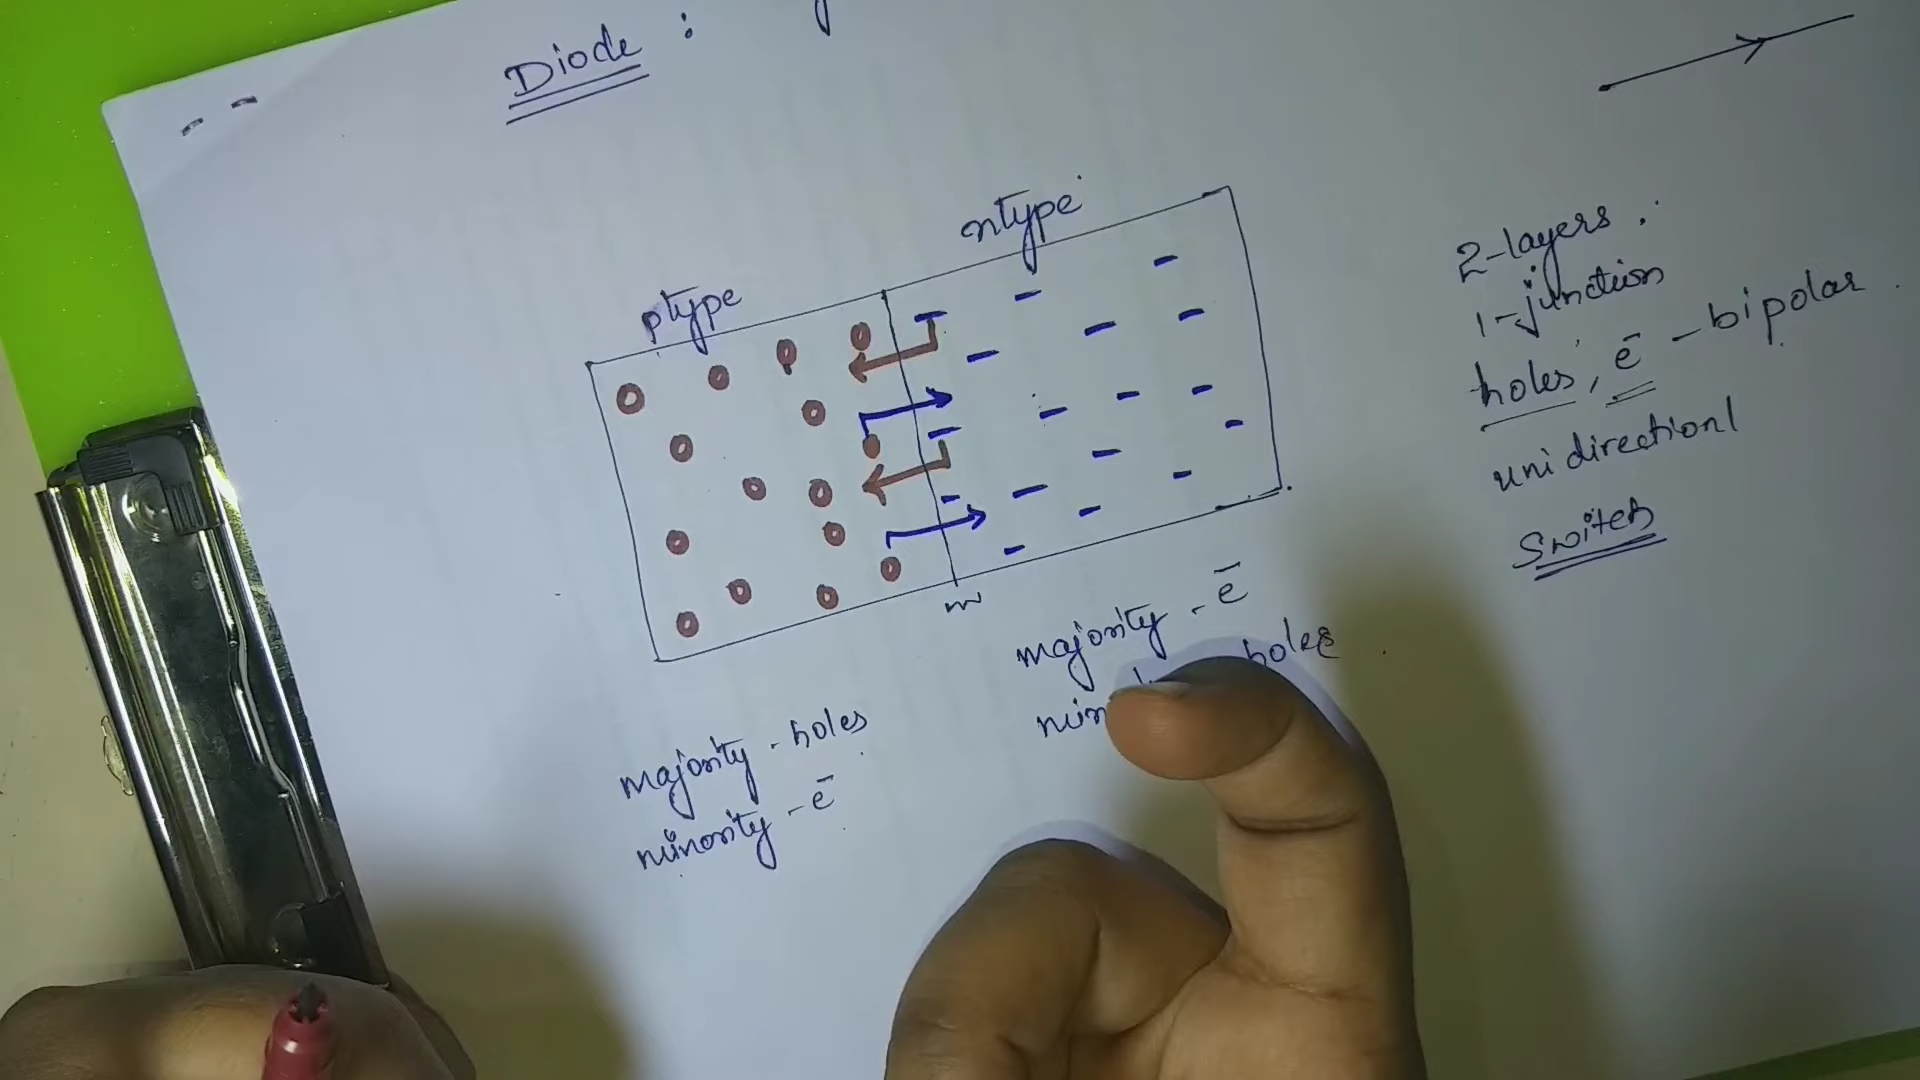 Diode :
ptype
ntype
majority - holes
minority - e̅
majority - e̅
holes
2-layers.
1-junction
holes, e̅ - bipolar.
unidirectionl
Switch